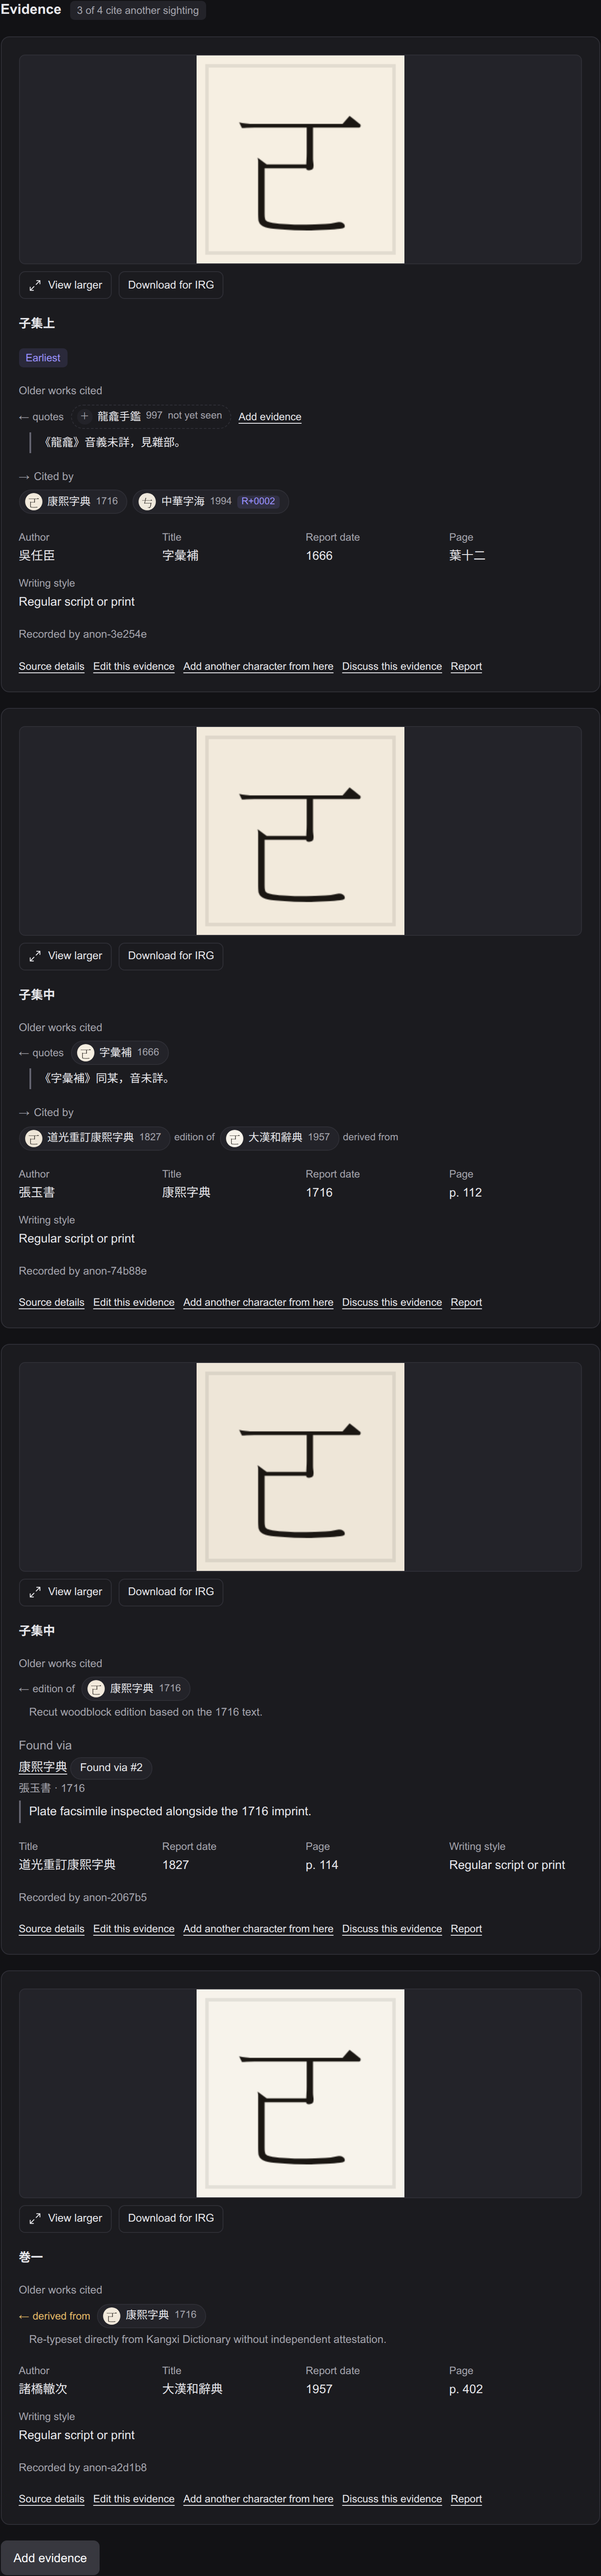 Evidence 3 of 4 cite another sighting
View larger Download for IRG
子集上
Earliest
Older works cited
← quotes + 龍龕手鑑 997 not yet seen Add evidence
《龍龕》音義未詳，見雜部。
→ Cited by
康熙字典 1716 中華字海 1994 R+0002
Author Title Report date Page
吳任臣 字彙補 1666 葉十二
Writing style
Regular script or print
Recorded by anon-3e254e
Source details Edit this evidence Add another character from here Discuss this evidence Report
View larger Download for IRG
子集中
Older works cited
← quotes 字彙補 1666
《字彙補》同某，音未詳。
→ Cited by
道光重訂康熙字典 1827 edition of 大漢和辭典 1957 derived from
Author Title Report date Page
張玉書 康熙字典 1716 p. 112
Writing style
Regular script or print
Recorded by anon-74b88e
Source details Edit this evidence Add another character from here Discuss this evidence Report
View larger Download for IRG
子集中
Older works cited
← edition of 康熙字典 1716
Recut woodblock edition based on the 1716 text.
Found via
康熙字典 Found via #2
張玉書 · 1716
Plate facsimile inspected alongside the 1716 imprint.
Title Report date Page Writing style
道光重訂康熙字典 1827 p. 114 Regular script or print
Recorded by anon-2067b5
Source details Edit this evidence Add another character from here Discuss this evidence Report
View larger Download for IRG
巻一
Older works cited
← derived from 康熙字典 1716
Re-typeset directly from Kangxi Dictionary without independent attestation.
Author Title Report date Page
諸橋轍次 大漢和辭典 1957 p. 402
Writing style
Regular script or print
Recorded by anon-a2d1b8
Source details Edit this evidence Add another character from here Discuss this evidence Report
Add evidence